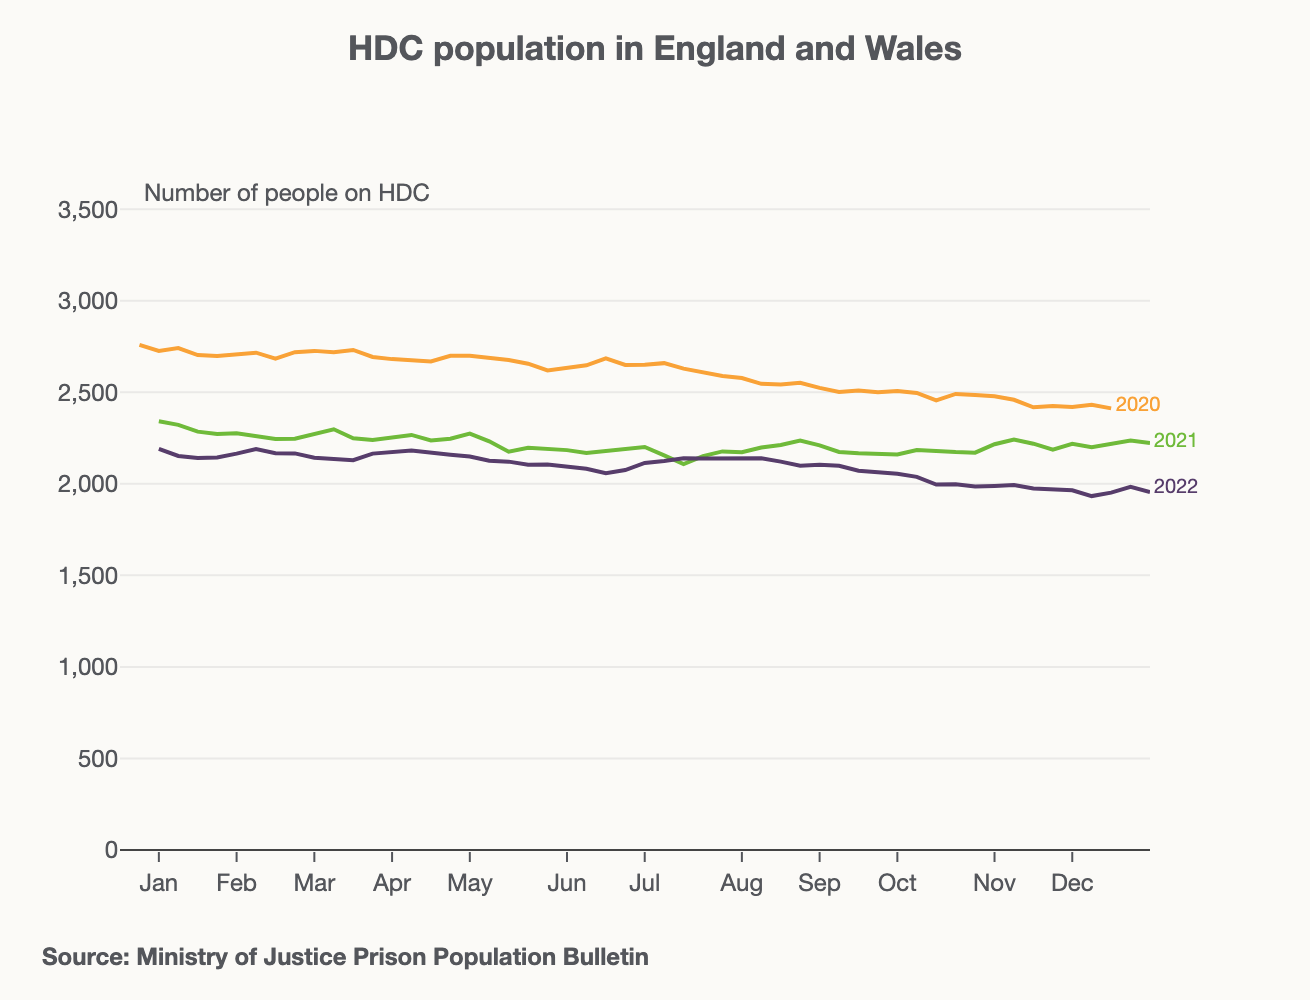 HDC population in England and Wales
Number of people on HDC
3,500
3,000
2,500
2,000
1,500
1,000
500
0
2020
2021
2022
Jan Feb Mar Apr May Jun Jul Aug Sep Oct Nov Dec
Source: Ministry of Justice Prison Population Bulletin